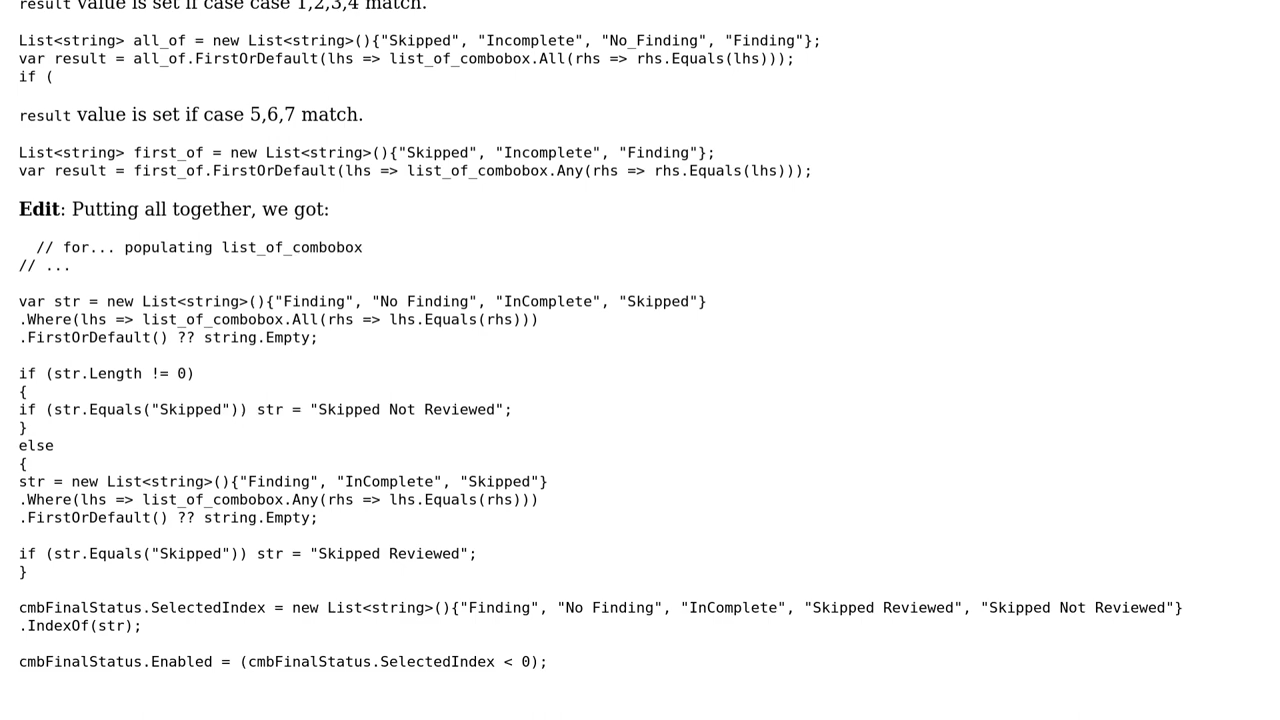 result value is set if case case 1,2,3,4 match.
List<string> all_of = new List<string>(){"Skipped", "Incomplete", "No_Finding", "Finding"};
var result = all_of.FirstOrDefault(lhs => list_of_combobox.All(rhs => rhs.Equals(lhs)));
if (
result value is set if case 5,6,7 match.
List<string> first_of = new List<string>(){"Skipped", "Incomplete", "Finding"};
var result = first_of.FirstOrDefault(lhs => list_of_combobox.Any(rhs => rhs.Equals(lhs)));
Edit: Putting all together, we got:
// for... populating list_of_combobox
// ...
var str = new List<string>(){"Finding", "No Finding", "InComplete", "Skipped"}
.Where(lhs => list_of_combobox.All(rhs => lhs.Equals(rhs)))
.FirstOrDefault() ?? string.Empty;
if (str.Length != 0)
{
if (str.Equals("Skipped")) str = "Skipped Not Reviewed";
}
else
{
str = new List<string>(){"Finding", "InComplete", "Skipped"}
.Where(lhs => list_of_combobox.Any(rhs => lhs.Equals(rhs)))
.FirstOrDefault() ?? string.Empty;
if (str.Equals("Skipped")) str = "Skipped Reviewed";
}
cmbFinalStatus.SelectedIndex = new List<string>(){"Finding", "No Finding", "InComplete", "Skipped Reviewed", "Skipped Not Reviewed"}
.IndexOf(str);
cmbFinalStatus.Enabled = (cmbFinalStatus.SelectedIndex < 0);